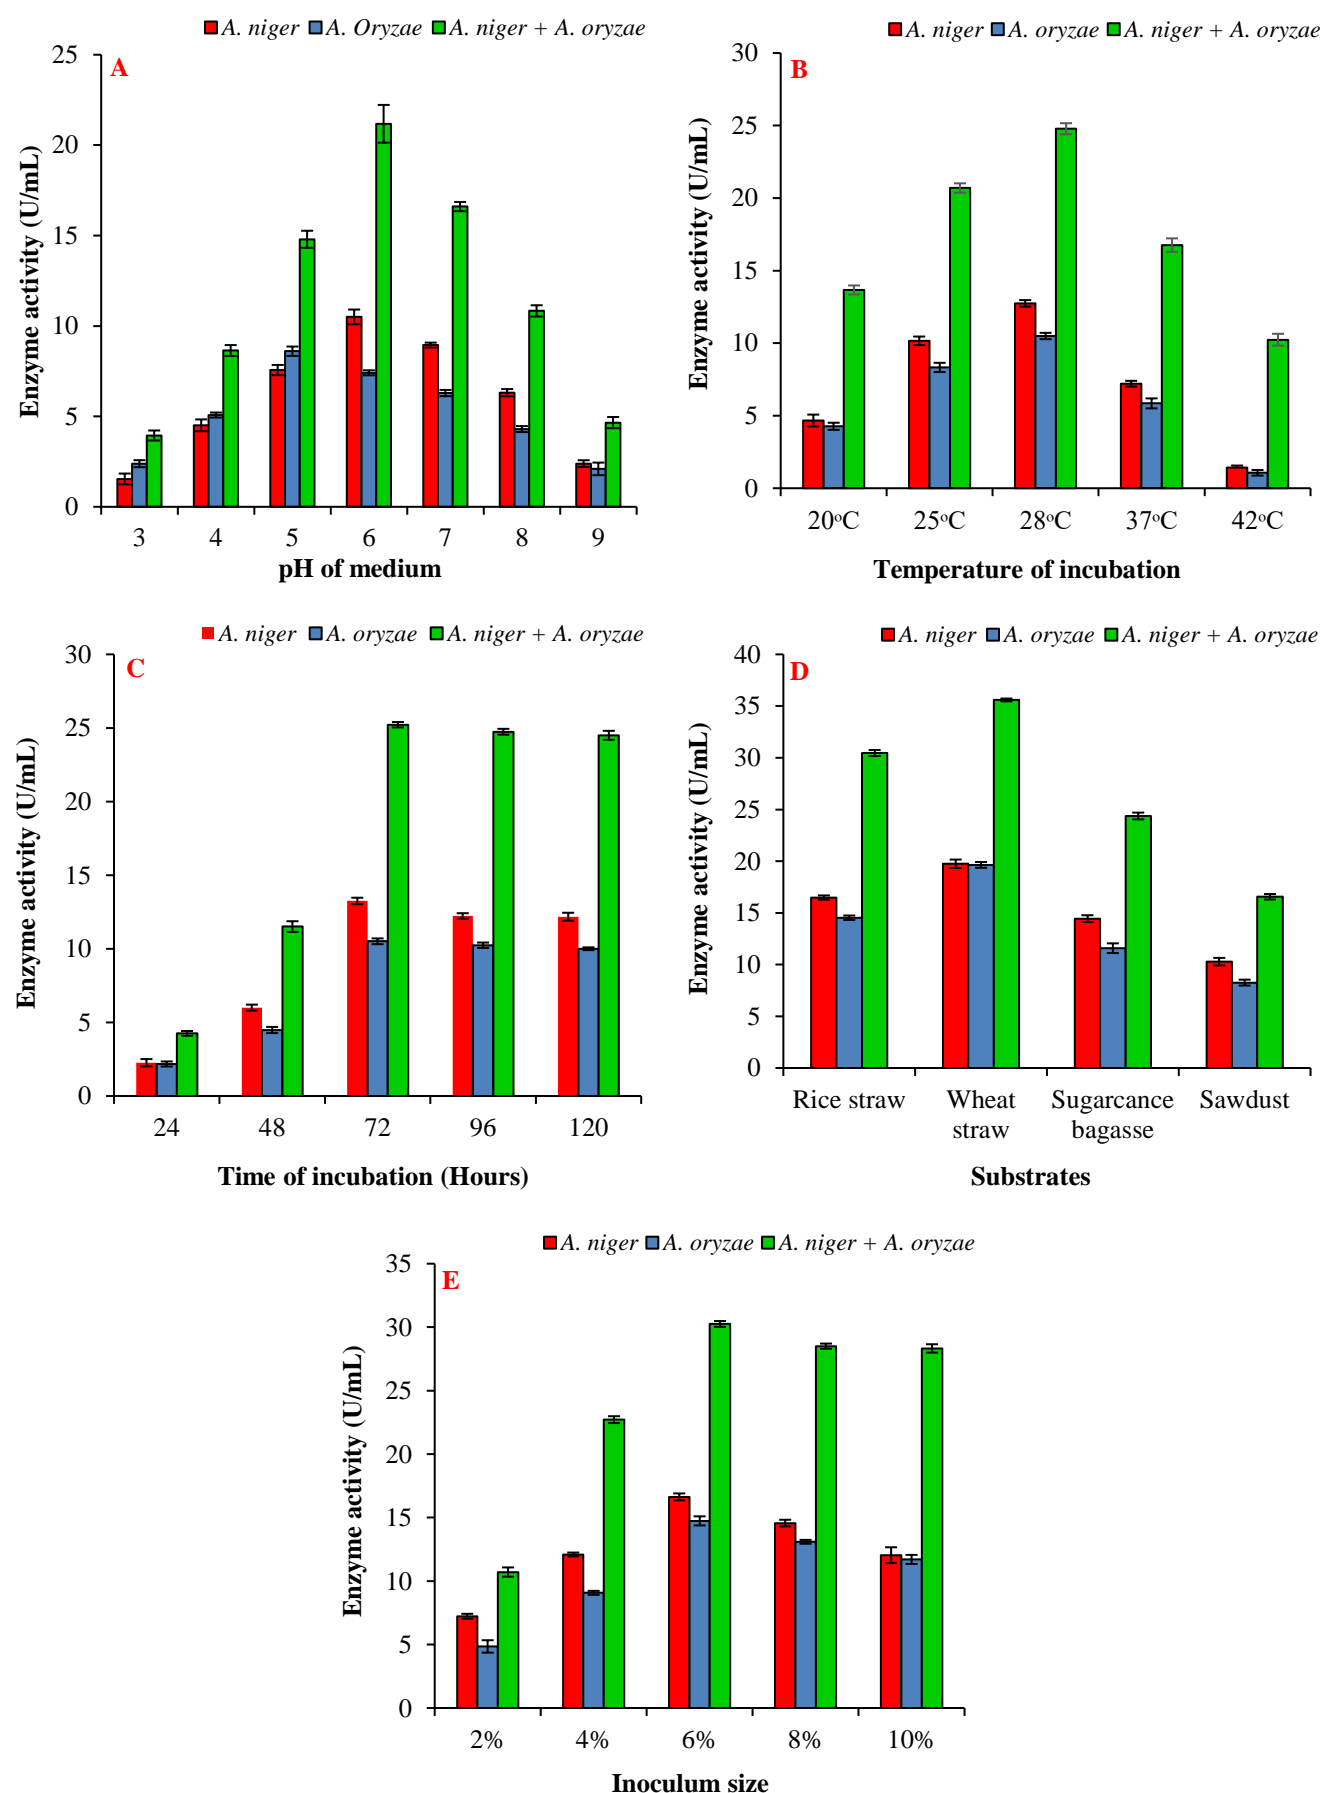 A. niger A. Oryzae A. niger + A. oryzae
A
25
20
15
10
5
0
Enzyme activity (U/mL)
3 4 5 6 7 8 9
pH of medium
A. niger A. oryzae A. niger + A. oryzae
B
30
25
20
15
10
5
0
Enzyme activity (U/mL)
20°C 25°C 28°C 37°C 42°C
Temperature of incubation
A. niger A. oryzae A. niger + A. oryzae
C
30
25
20
15
10
5
0
Enzyme activity (U/mL)
24 48 72 96 120
Time of incubation (Hours)
A. niger A. oryzae A. niger + A. oryzae
D
40
35
30
25
20
15
10
5
0
Enzyme activity (U/mL)
Rice straw Wheat Sugarcance Sawdust
straw bagasse
Substrates
A. niger A. oryzae A. niger + A. oryzae
E
35
30
25
20
15
10
5
0
Enzyme activity (U/mL)
2% 4% 6% 8% 10%
Inoculum size